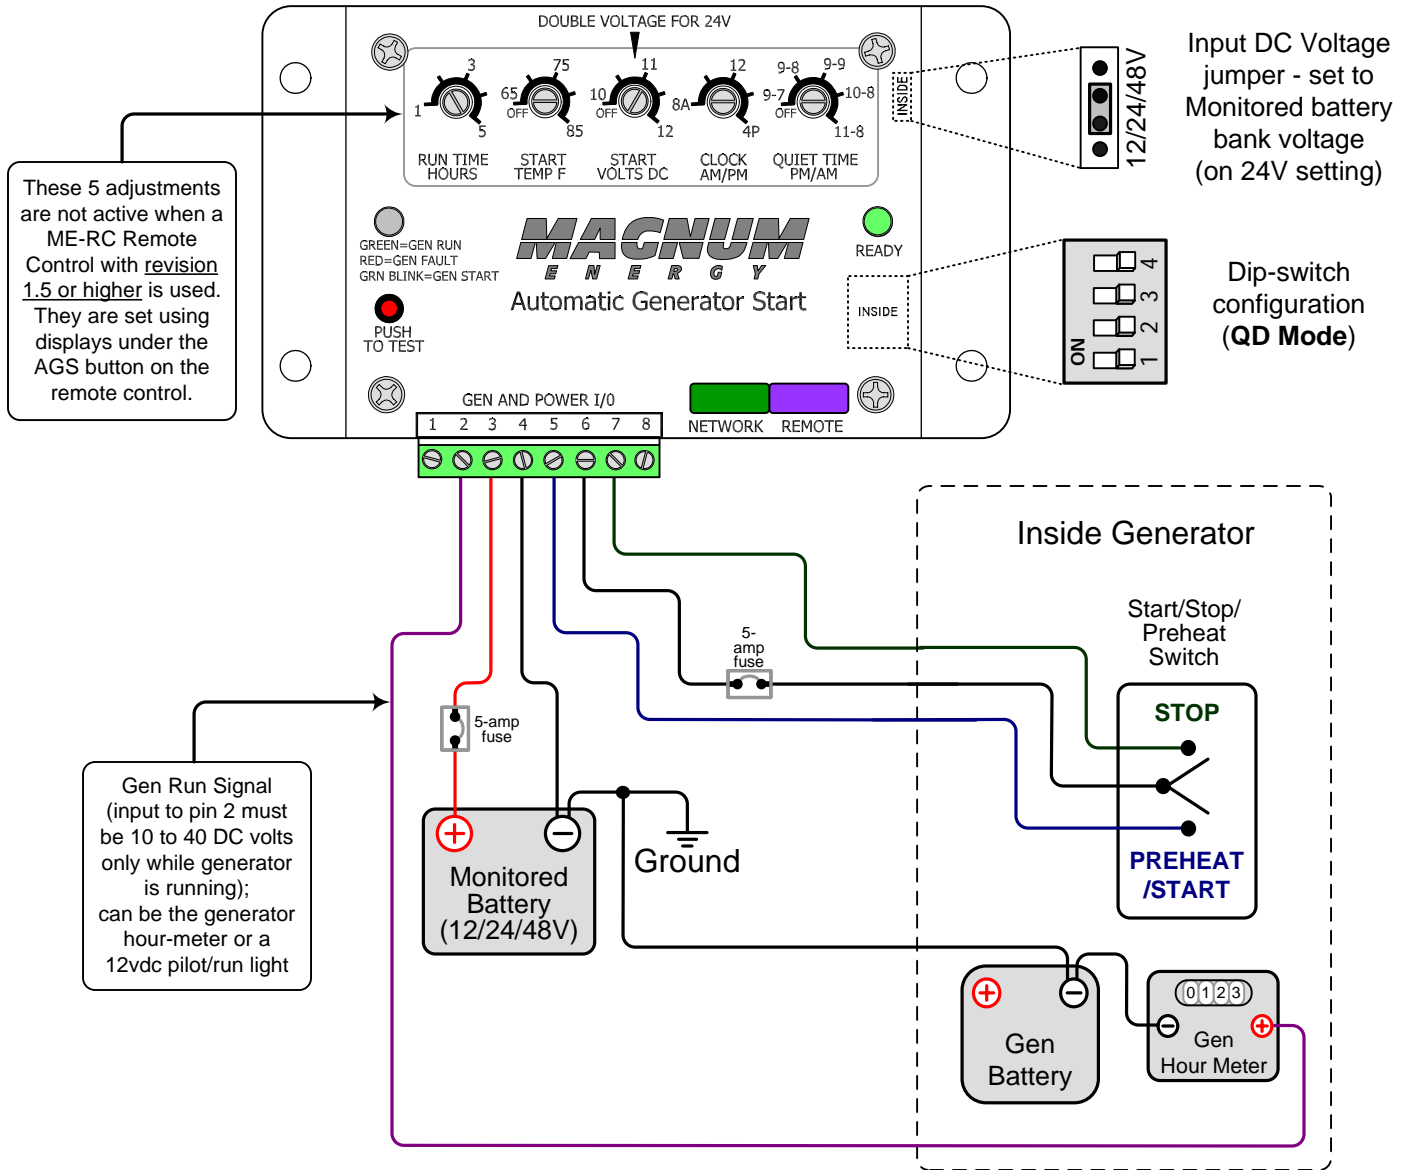 DOUBLE VOLTAGE FOR 24V
1
3
5
RUN TIME
HOURS
65
75
OFF
85
START
TEMP F
10
11
OFF
12
START
VOLTS DC
8A
12
4P
CLOCK
AM/PM
9-7
9-8
9-9
10-8
OFF
11-8
QUIET TIME
PM/AM
INSIDE
12/24/48V
Input DC Voltage
jumper - set to
Monitored battery
bank voltage
(on 24V setting)
These 5 adjustments
are not active when a
ME-RC Remote
Control with revision
1.5 or higher is used.
They are set using
displays under the
AGS button on the
remote control.
GREEN=GEN RUN
RED=GEN FAULT
GRN BLINK=GEN START
PUSH
TO TEST
MAGNUM
ENERGY
Automatic Generator Start
READY
INSIDE
ON
1
2
3
4
Dip-switch
configuration
(QD Mode)
GEN AND POWER I/0
1 2 3 4 5 6 7 8
NETWORK REMOTE
Inside Generator
Start/Stop/
Preheat
Switch
STOP
PREHEAT
/START
5-
amp
fuse
5-amp
fuse
Gen Run Signal
(input to pin 2 must
be 10 to 40 DC volts
only while generator
is running);
can be the generator
hour-meter or a
12vdc pilot/run light
+
−
Monitored
Battery
(12/24/48V)
Ground
+
−
Gen
Battery
0123
−
+
Gen
Hour Meter